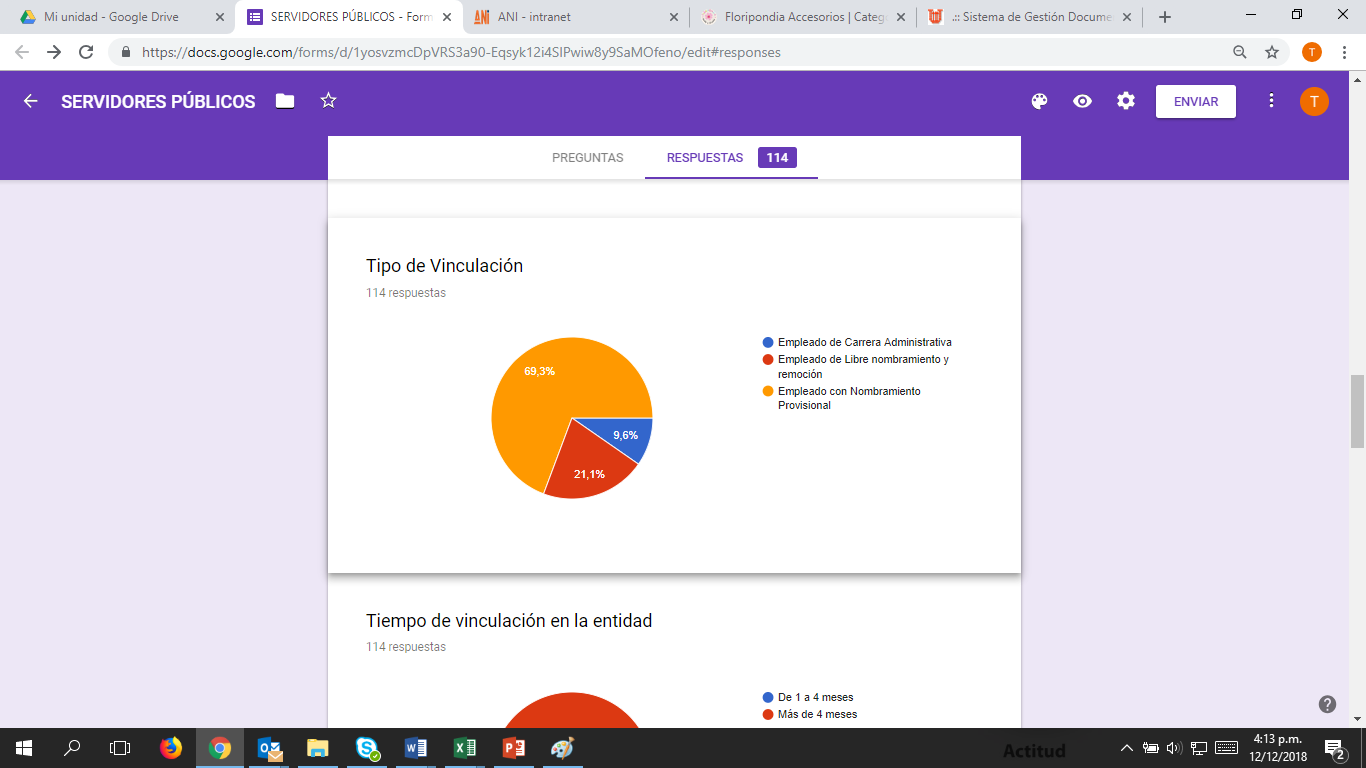 Mi unidad - Google Drive
SERVIDORES PÚBLICOS - Form
ANI - intranet
Floripondia Accesorios | Categ
.:: Sistema de Gestión Docume
https://docs.google.com/forms/d/1yosvzmcDpVRS3a90-Eqsyk12i4SlPwiw8y9SaMOfeno/edit#responses
T
SERVIDORES PÚBLICOS
ENVIAR
T
PREGUNTAS
RESPUESTAS 114
Tipo de Vinculación
114 respuestas
69,3%
9,6%
21,1%
Empleado de Carrera Administrativa
Empleado de Libre nombramiento y
remoción
Empleado con Nombramiento
Provisional
Tiempo de vinculación en la entidad
114 respuestas
De 1 a 4 meses
Más de 4 meses
Actitud
4:13 p.m.
12/12/2018
2